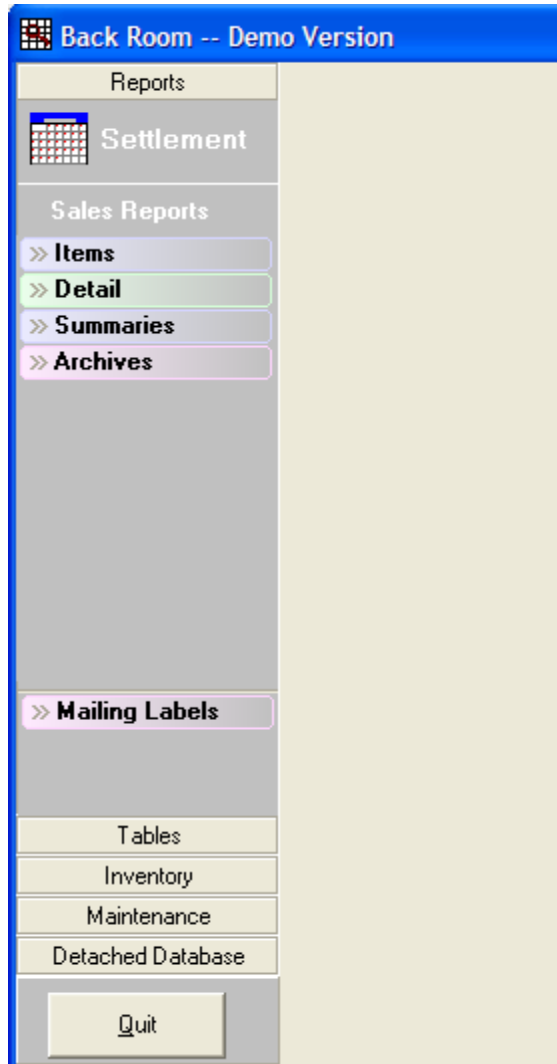 Back Room -- Demo Version
Reports
Settlement
Sales Reports
» Items
» Detail
» Summaries
» Archives
» Mailing Labels
Tables
Inventory
Maintenance
Detached Database
Quit